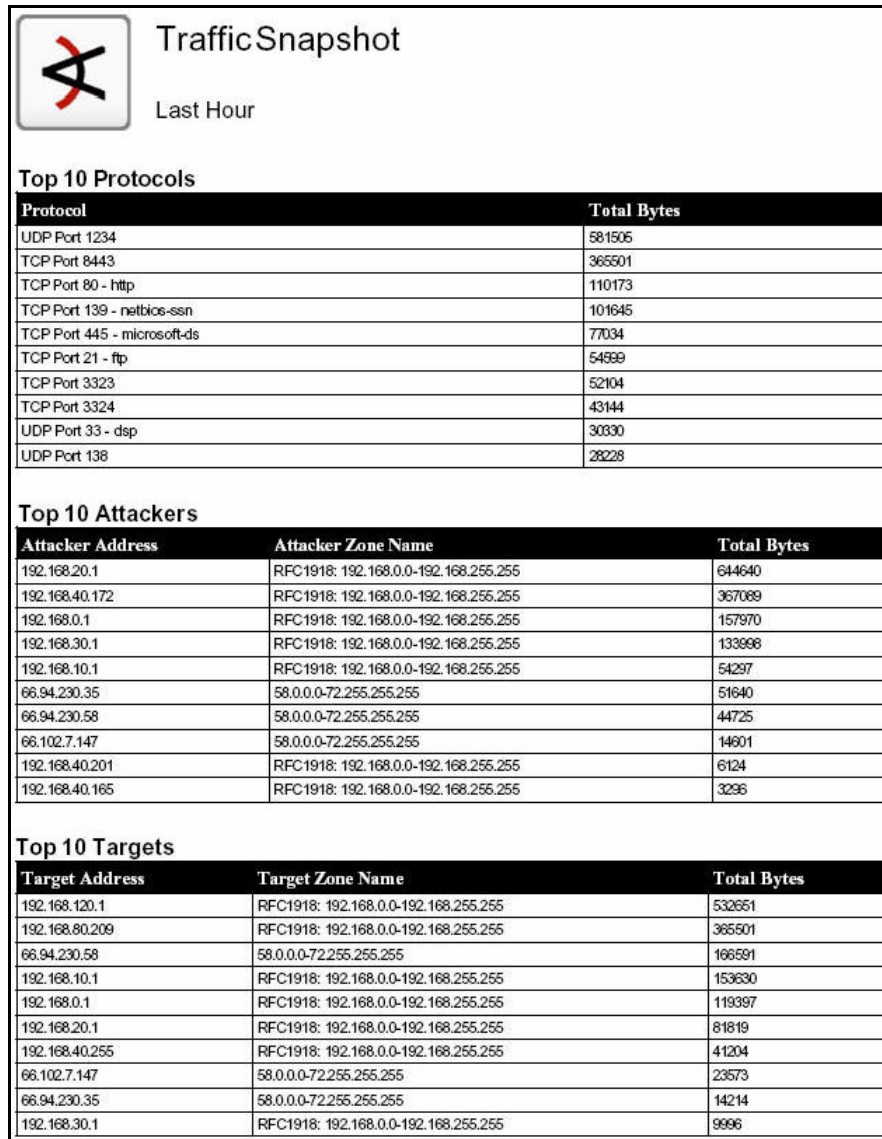 TrafficSnapshot
Last Hour
Top 10 Protocols
Protocol Total Bytes
UDP Port 1234 581505
TCP Port 8443 365501
TCP Port 80 - http 110173
TCP Port 139 - netbios-ssn 101645
TCP Port 445 - microsoft-ds 77034
TCP Port 21 - ftp 54599
TCP Port 3323 52104
TCP Port 3324 43144
UDP Port 33 - dsp 30330
UDP Port 138 28228
Top 10 Attackers
Attacker Address Attacker Zone Name Total Bytes
192.168.20.1 RFC1918: 192.168.0.0-192.168.255.255 644640
192.168.40.172 RFC1918: 192.168.0.0-192.168.255.255 367089
192.168.0.1 RFC1918: 192.168.0.0-192.168.255.255 157970
192.168.30.1 RFC1918: 192.168.0.0-192.168.255.255 133998
192.168.10.1 RFC1918: 192.168.0.0-192.168.255.255 54297
66.94.230.35 58.0.0.0-72.255.255.255 51640
66.94.230.58 58.0.0.0-72.255.255.255 44725
66.102.7.147 58.0.0.0-72.255.255.255 14601
192.168.40.201 RFC1918: 192.168.0.0-192.168.255.255 6124
192.168.40.165 RFC1918: 192.168.0.0-192.168.255.255 3296
Top 10 Targets
Target Address Target Zone Name Total Bytes
192.168.120.1 RFC1918: 192.168.0.0-192.168.255.255 532651
192.168.80.209 RFC1918: 192.168.0.0-192.168.255.255 365501
66.94.230.58 58.0.0.0-72.255.255.255 166591
192.168.10.1 RFC1918: 192.168.0.0-192.168.255.255 153630
192.168.0.1 RFC1918: 192.168.0.0-192.168.255.255 119397
192.168.20.1 RFC1918: 192.168.0.0-192.168.255.255 81819
192.168.40.255 RFC1918: 192.168.0.0-192.168.255.255 41204
66.102.7.147 58.0.0.0-72.255.255.255 23573
66.94.230.35 58.0.0.0-72.255.255.255 14214
192.168.30.1 RFC1918: 192.168.0.0-192.168.255.255 9996